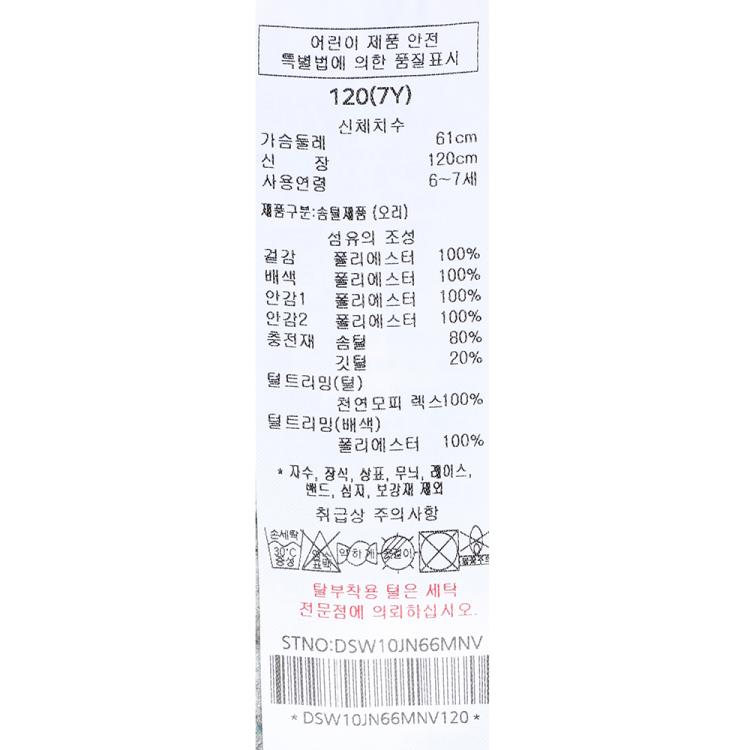 어린이 제품 안전
특별법에 의한 품질표시
120(7Y)
신체치수
가슴둘레 61cm
신 장 120cm
사용연령 6~7세
제품구분:솜털제품 (오리)
섬유의 조성
겉감 폴리에스터 100%
배색 폴리에스터 100%
안감1 폴리에스터 100%
안감2 폴리에스터 100%
충전재 솜털 80%
깃털 20%
털트리밍(털)
천연모피 렉스100%
털트리밍(배색)
폴리에스터 100%
* 자수, 장식, 상표, 무늬, 레이스,
밴드, 심지, 보강재 제외
취급상 주의사항
손세탁
30°C
중성
약하게
탈부착용 털은 세탁
전문점에 의뢰하십시오.
STNO:DSW10JN66MNV
* DSW10JN66MNV120 *